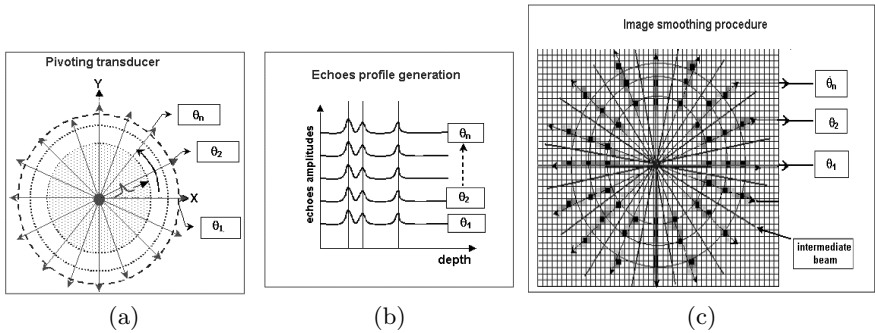 Pivoting transducer
Y
θn
θ2
X
θ1
(a)
Echoes profile generation
echoes amplitudes
θn
θ2
θ1
depth
(b)
Image smoothing procedure
θn
θ2
θ1
intermediate
beam
(c)